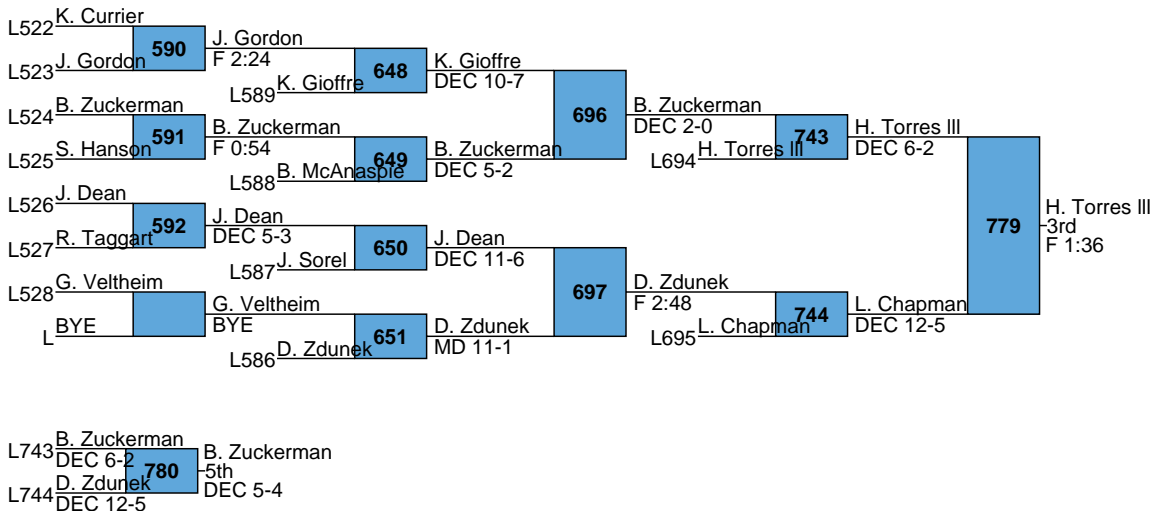 L522 K. Currier
590
J. Gordon
F 2:24
L523 J. Gordon
648
K. Gioffre
DEC 10-7
L589 K. Gioffre
L524 B. Zuckerman
591
B. Zuckerman
F 0:54
L525 S. Hanson
649
B. Zuckerman
DEC 5-2
L588 B. McAnaspie
696
B. Zuckerman
DEC 2-0
743
H. Torres III
DEC 6-2
L694 H. Torres III
L526 J. Dean
592
J. Dean
DEC 5-3
L527 R. Taggart
650
J. Dean
DEC 11-6
L587 J. Sorel
L528 G. Veltheim
G. Veltheim
BYE
L BYE
651
D. Zdunek
MD 11-1
L586 D. Zdunek
697
D. Zdunek
F 2:48
744
L. Chapman
DEC 12-5
L695 L. Chapman
779
H. Torres III
3rd
F 1:36
L743 B. Zuckerman
DEC 6-2
780
B. Zuckerman
5th
DEC 5-4
L744 D. Zdunek
DEC 12-5